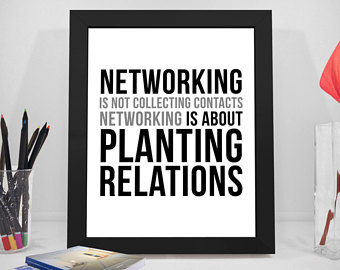 NETWORKING
IS NOT COLLECTING CONTACTS
NETWORKING IS ABOUT
PLANTING
RELATIONS